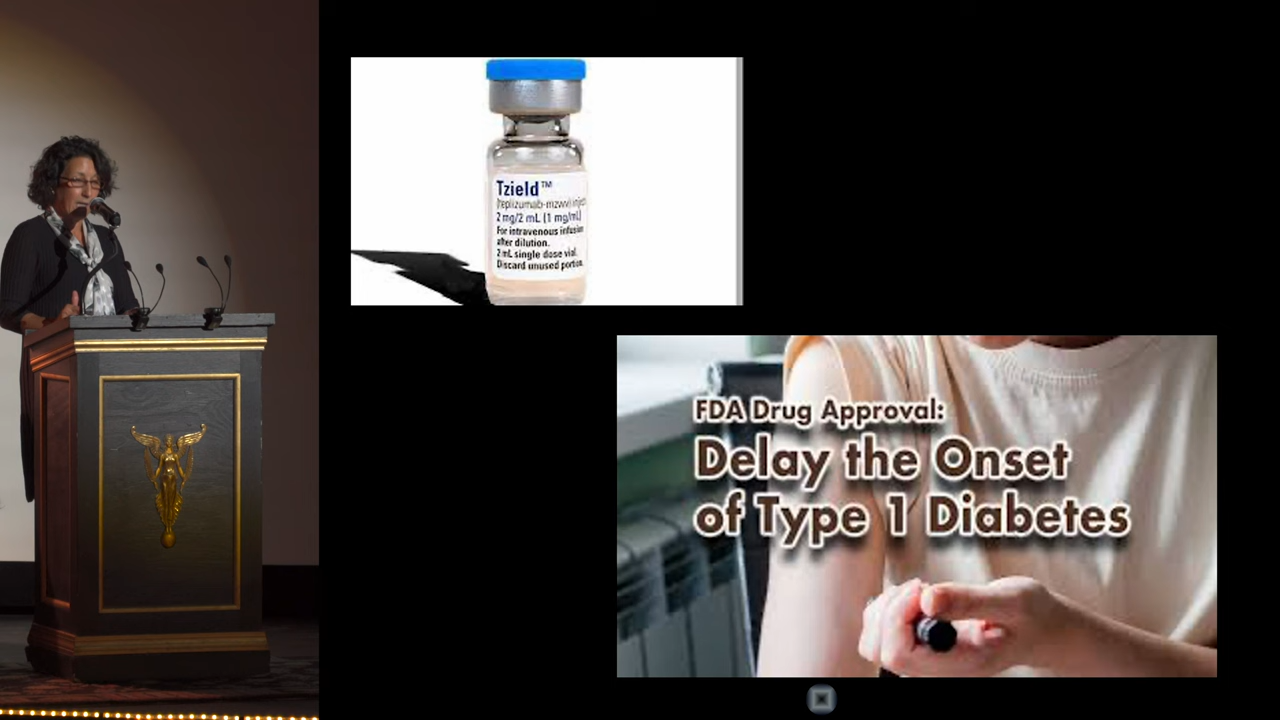 Tzield™
(teplizumab-mzwv) inject
2 mg/2 mL (1 mg/mL)
For intravenous infusion
after dilution.
2 mL single dose vial.
Discard unused portion.
FDA Drug Approval:
Delay the Onset
of Type 1 Diabetes